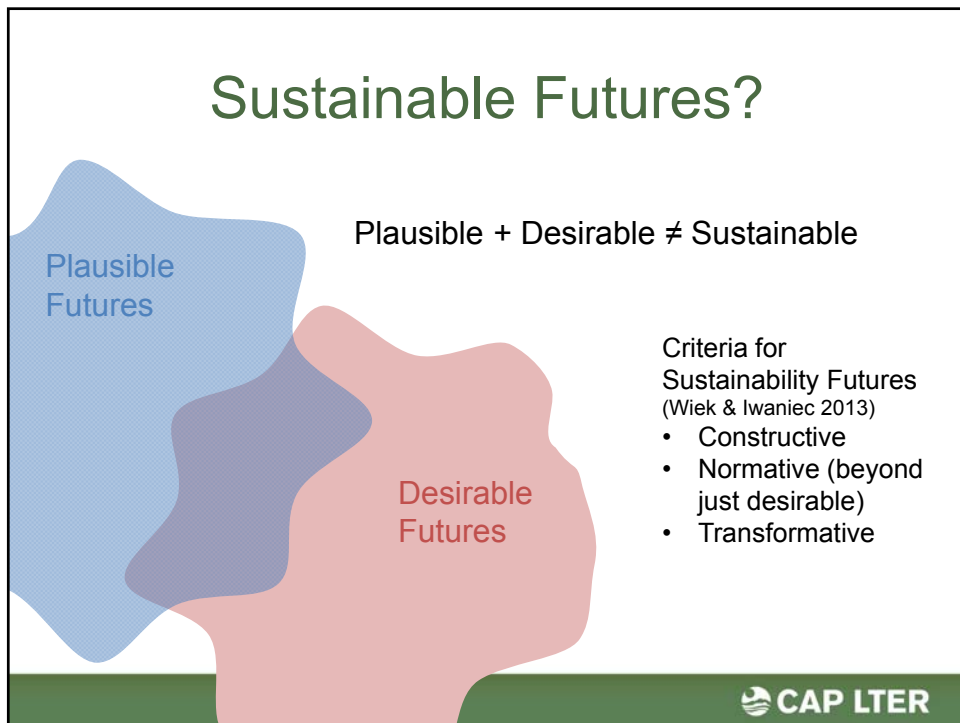 Sustainable Futures?
Plausible + Desirable ≠ Sustainable
Plausible
Futures
Criteria for
Sustainability Futures
(Wiek & Iwaniec 2013)
• Constructive
• Normative (beyond
just desirable)
• Transformative
Desirable
Futures
CAP LTER